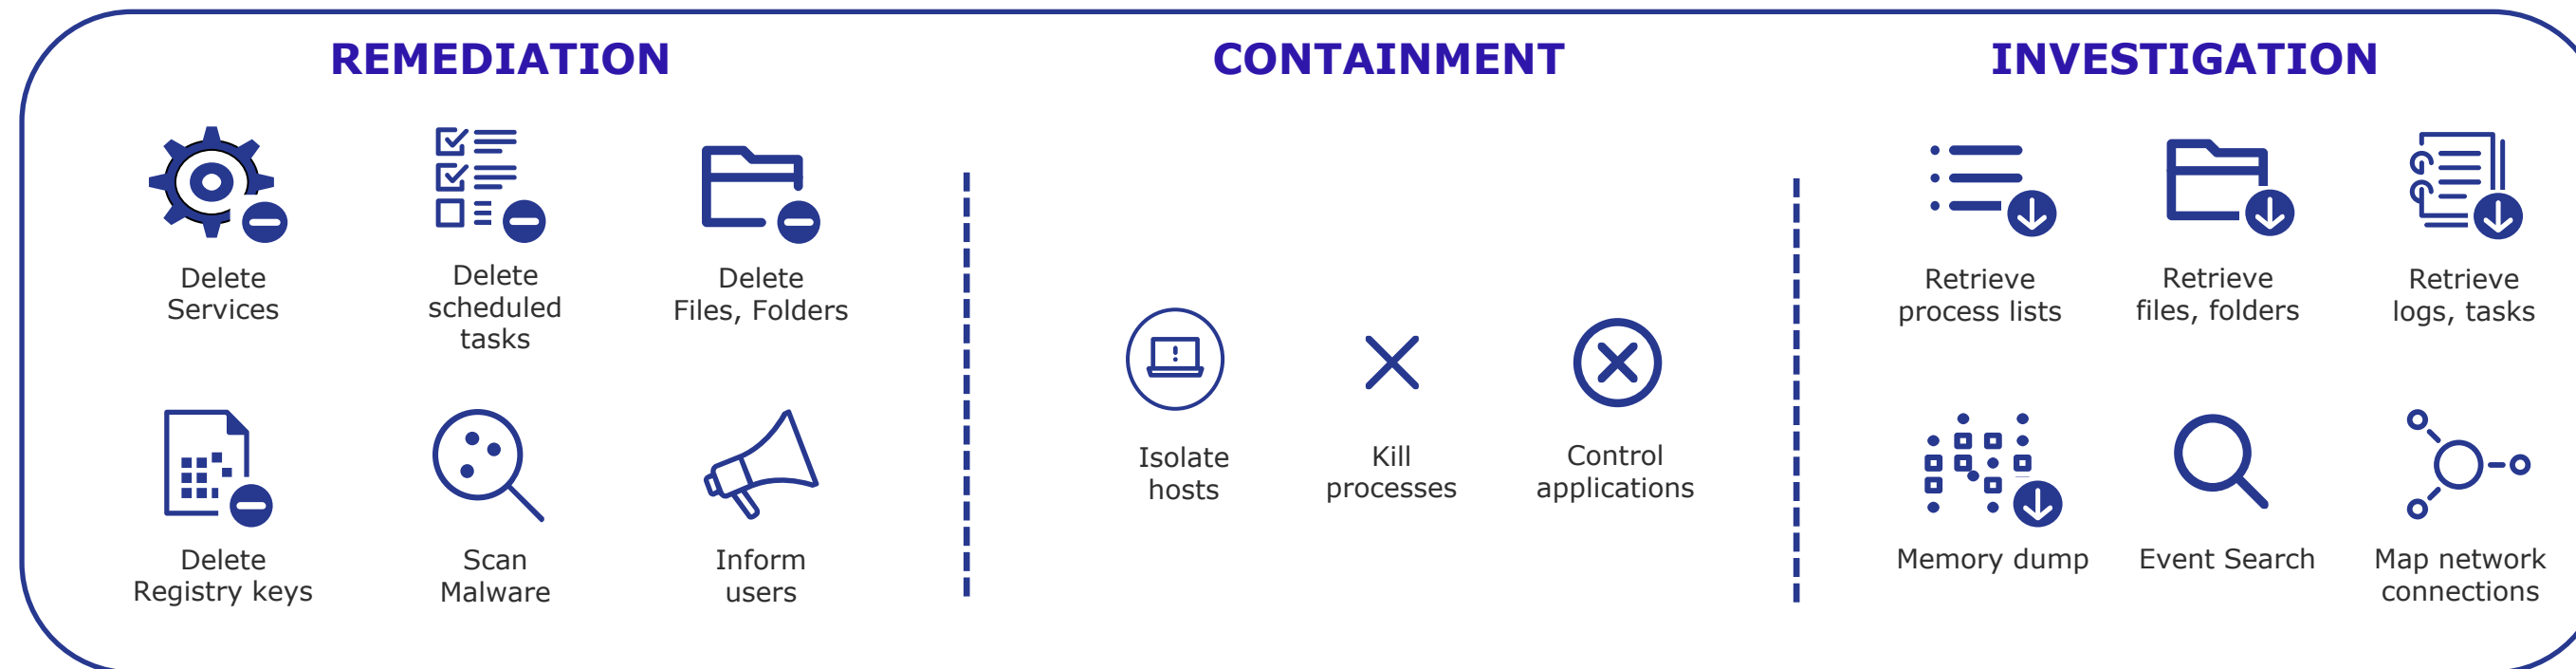 REMEDIATION
Delete
Services
Delete
scheduled
tasks
Delete
Files, Folders
Delete
Registry keys
Scan
Malware
Inform
users
CONTAINMENT
Isolate
hosts
Kill
processes
Control
applications
INVESTIGATION
Retrieve
process lists
Retrieve
files, folders
Retrieve
logs, tasks
Memory dump
Event Search
Map network
connections